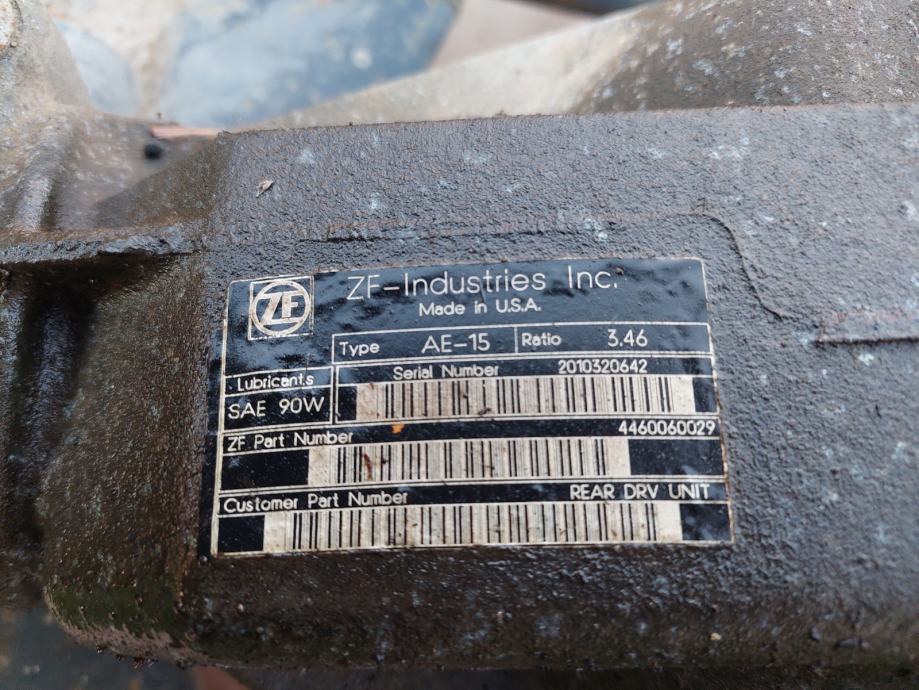 ZF ZF-Industries Inc.
Made in U.S.A.
Type AE-15 Ratio 3.46
Lubricants
SAE 90W
Serial Number 2010320642
ZF Part Number 4460060029
Customer Part Number REAR DRV UNIT